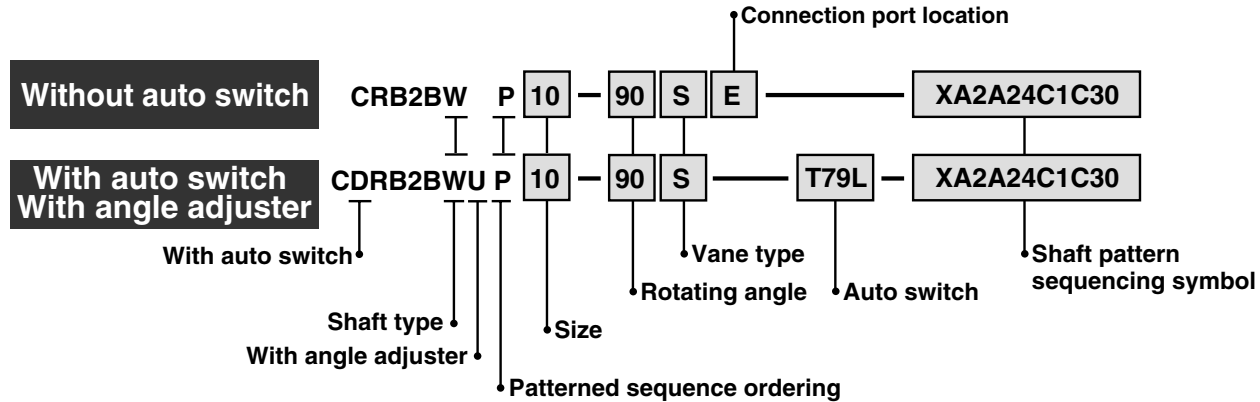 Connection port location
Without auto switch CRB2BW P 10 90 S E XA2A24C1C30
With auto switch
With angle adjuster
CDRB2BWU P 10 90 S T79L XA2A24C1C30
With auto switch
Vane type
Shaft pattern
sequencing symbol
Rotating angle
Auto switch
Shaft type
Size
With angle adjuster
Patterned sequence ordering